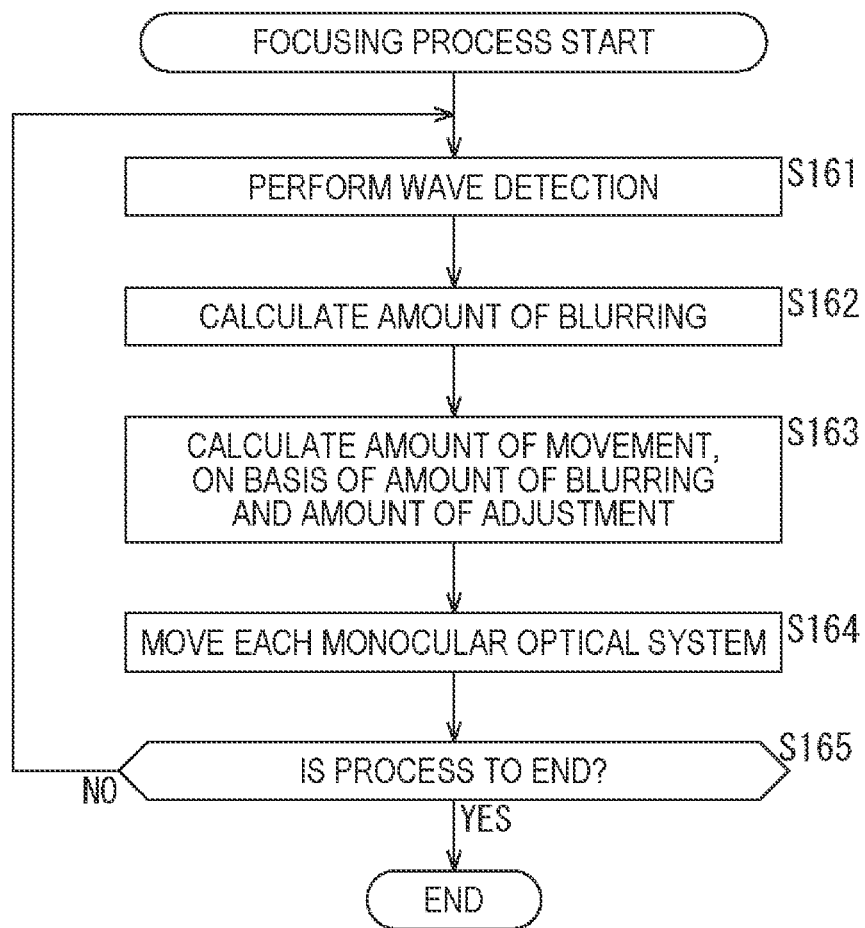 FOCUSING PROCESS START
PERFORM WAVE DETECTION
S161
CALCULATE AMOUNT OF BLURRING
S162
CALCULATE AMOUNT OF MOVEMENT,
ON BASIS OF AMOUNT OF BLURRING
AND AMOUNT OF ADJUSTMENT
S163
MOVE EACH MONOCULAR OPTICAL SYSTEM
S164
IS PROCESS TO END?
S165
NO
YES
END